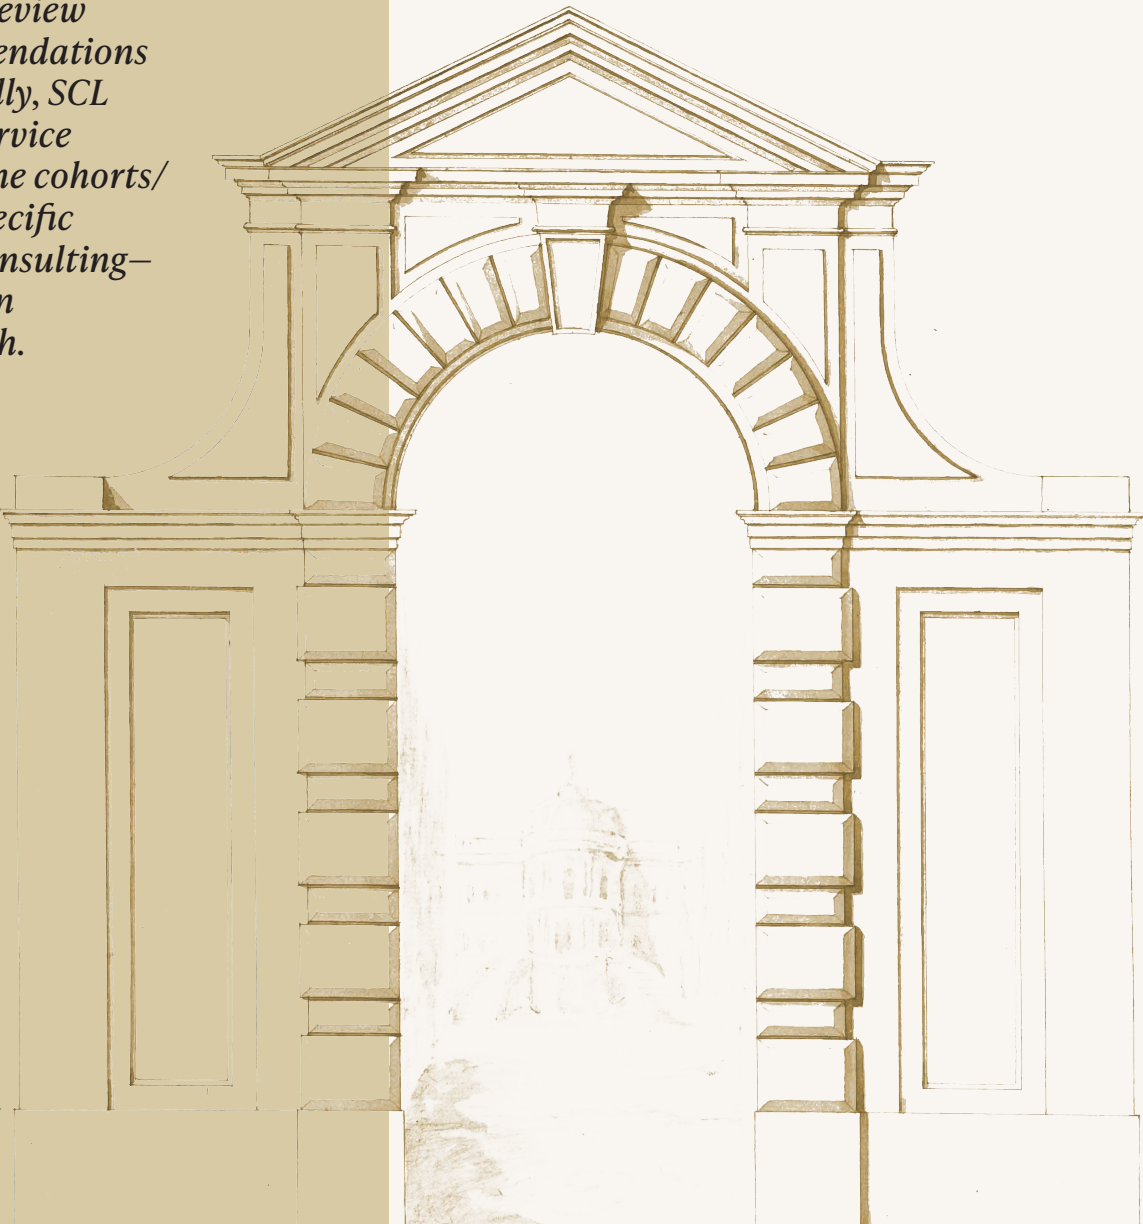 eview
endations
lly, SCL
rvice
ne cohorts/
ecific
nsulting–
n
h.